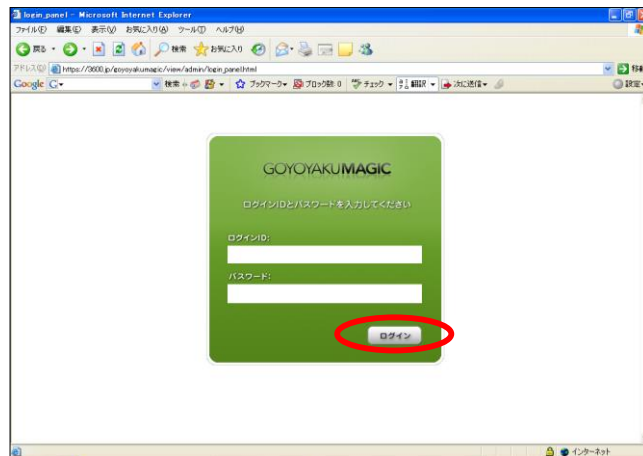 login_panel - Microsoft Internet Explorer
ファイル(F) 編集(E) 表示(V) お気に入り(A) ツール(T) ヘルプ(H)
戻る 検索 お気に入り
アドレス(D) https://3600.jp/goyoyakumagic/view/admin/login_panel.html 移動
Google 検索 ブックマーク ブロック数: 0 チェック 翻訳 次に送信 設定
GOYOYAKUMAGIC
ログインIDとパスワードを入力してください
ログインID:
パスワード:
ログイン
インターネット